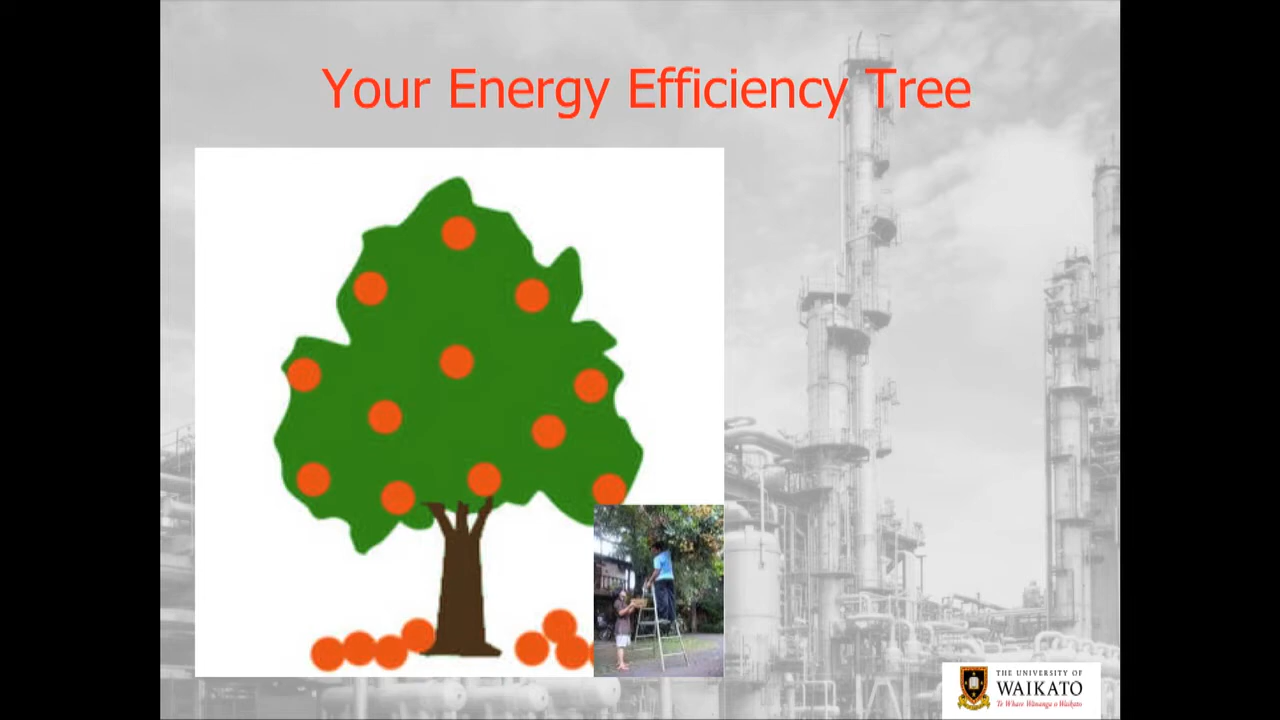 Your Energy Efficiency Tree
THE UNIVERSITY OF
WAIKATO
Te Whare Wānanga o Waikato